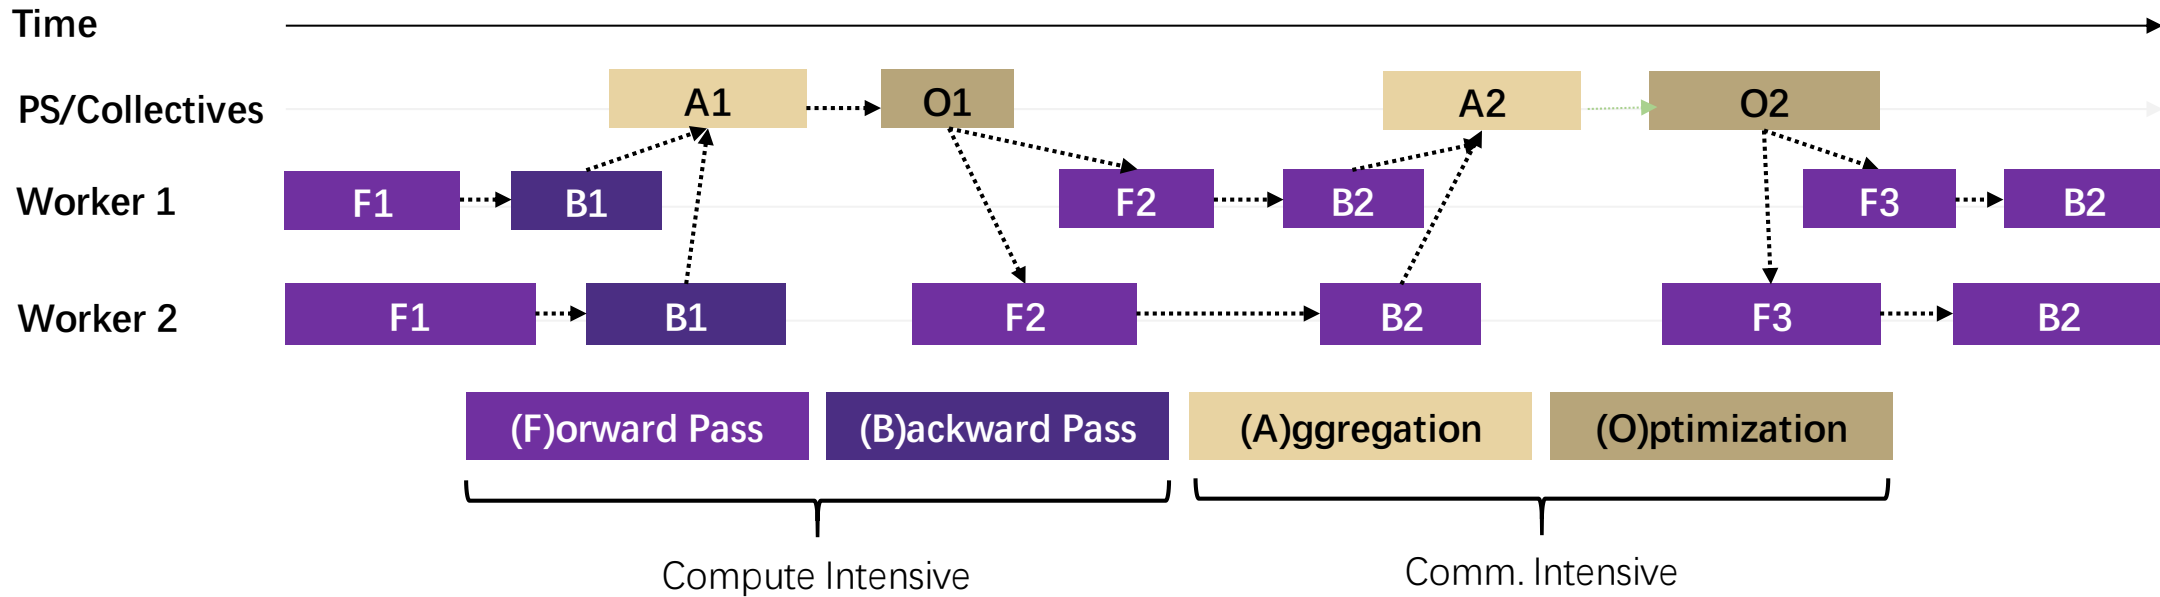 Time
PS/Collectives A1 O1 A2 O2
Worker 1 F1 B1 F2 B2 F3 B2
Worker 2 F1 B1 F2 B2 F3 B2
(F)orward Pass (B)ackward Pass (A)ggregation (O)ptimization
Compute Intensive Comm. Intensive